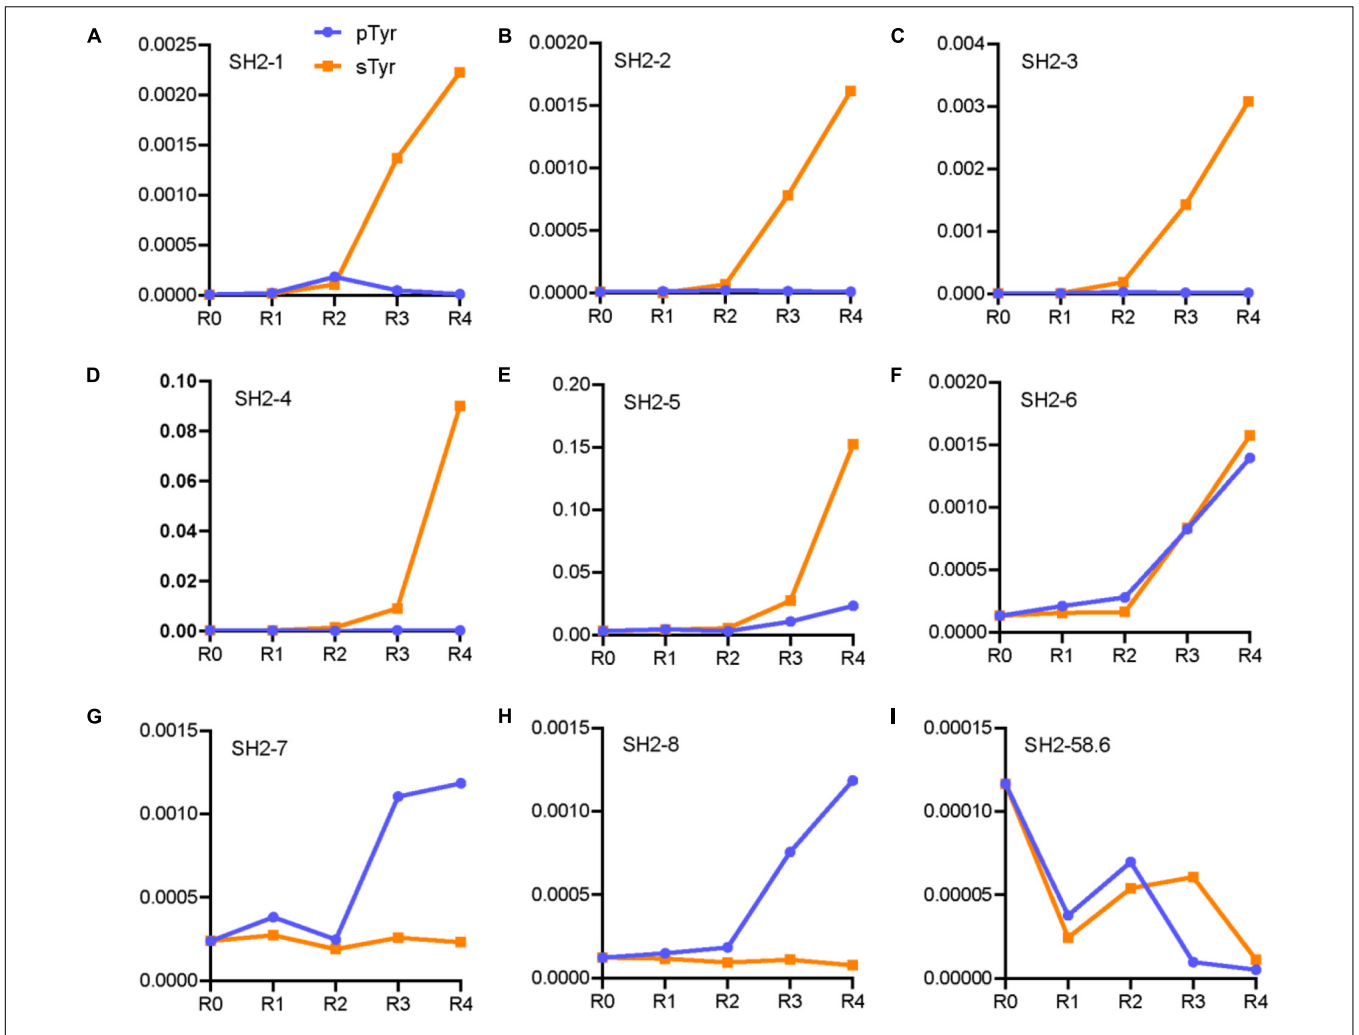 A
pTyr
sTyr
SH2-1
0.0025
0.0020
0.0015
0.0010
0.0005
0.0000
R0 R1 R2 R3 R4
B
SH2-2
0.0020
0.0015
0.0010
0.0005
0.0000
R0 R1 R2 R3 R4
C
SH2-3
0.004
0.003
0.002
0.001
0.000
R0 R1 R2 R3 R4
D
SH2-4
0.10
0.08
0.06
0.04
0.02
0.00
R0 R1 R2 R3 R4
E
SH2-5
0.20
0.15
0.10
0.05
0.00
R0 R1 R2 R3 R4
F
SH2-6
0.0020
0.0015
0.0010
0.0005
0.0000
R0 R1 R2 R3 R4
G
SH2-7
0.0015
0.0010
0.0005
0.0000
R0 R1 R2 R3 R4
H
SH2-8
0.0015
0.0010
0.0005
0.0000
R0 R1 R2 R3 R4
I
SH2-58.6
0.00015
0.00010
0.00005
0.00000
R0 R1 R2 R3 R4